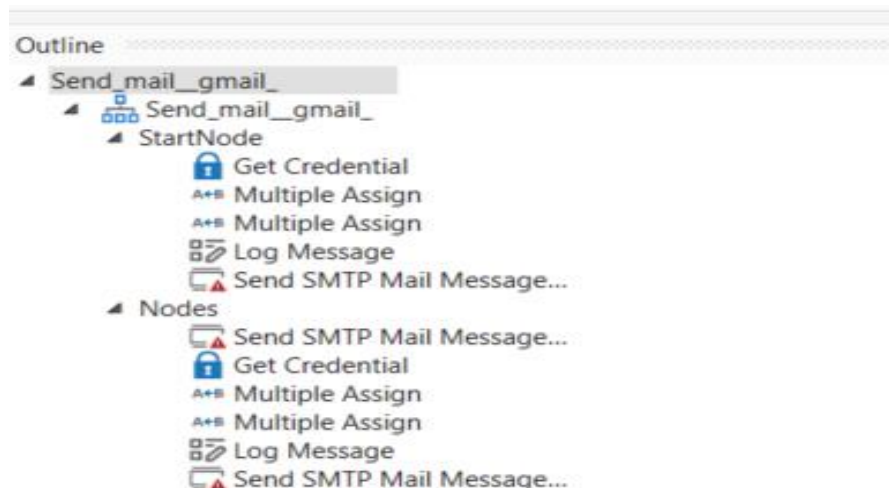 Outline
Send_mail__gmail_
Send_mail__gmail_
StartNode
Get Credential
A+B Multiple Assign
A+B Multiple Assign
Log Message
Send SMTP Mail Message...
Nodes
Send SMTP Mail Message...
Get Credential
A+B Multiple Assign
A+B Multiple Assign
Log Message
Send SMTP Mail Message...